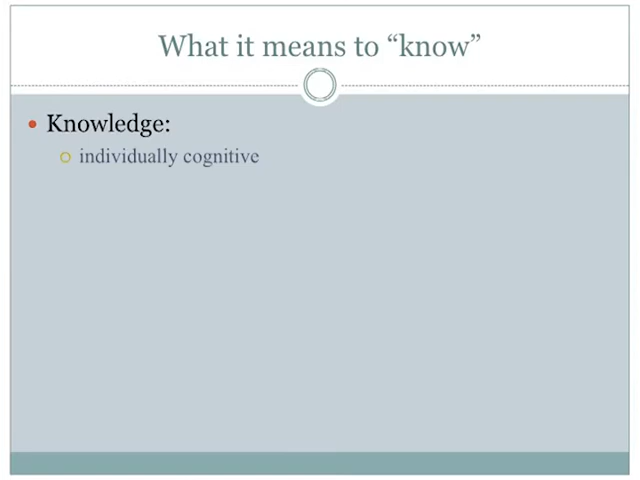 What it means to “know”
Knowledge:
individually cognitive